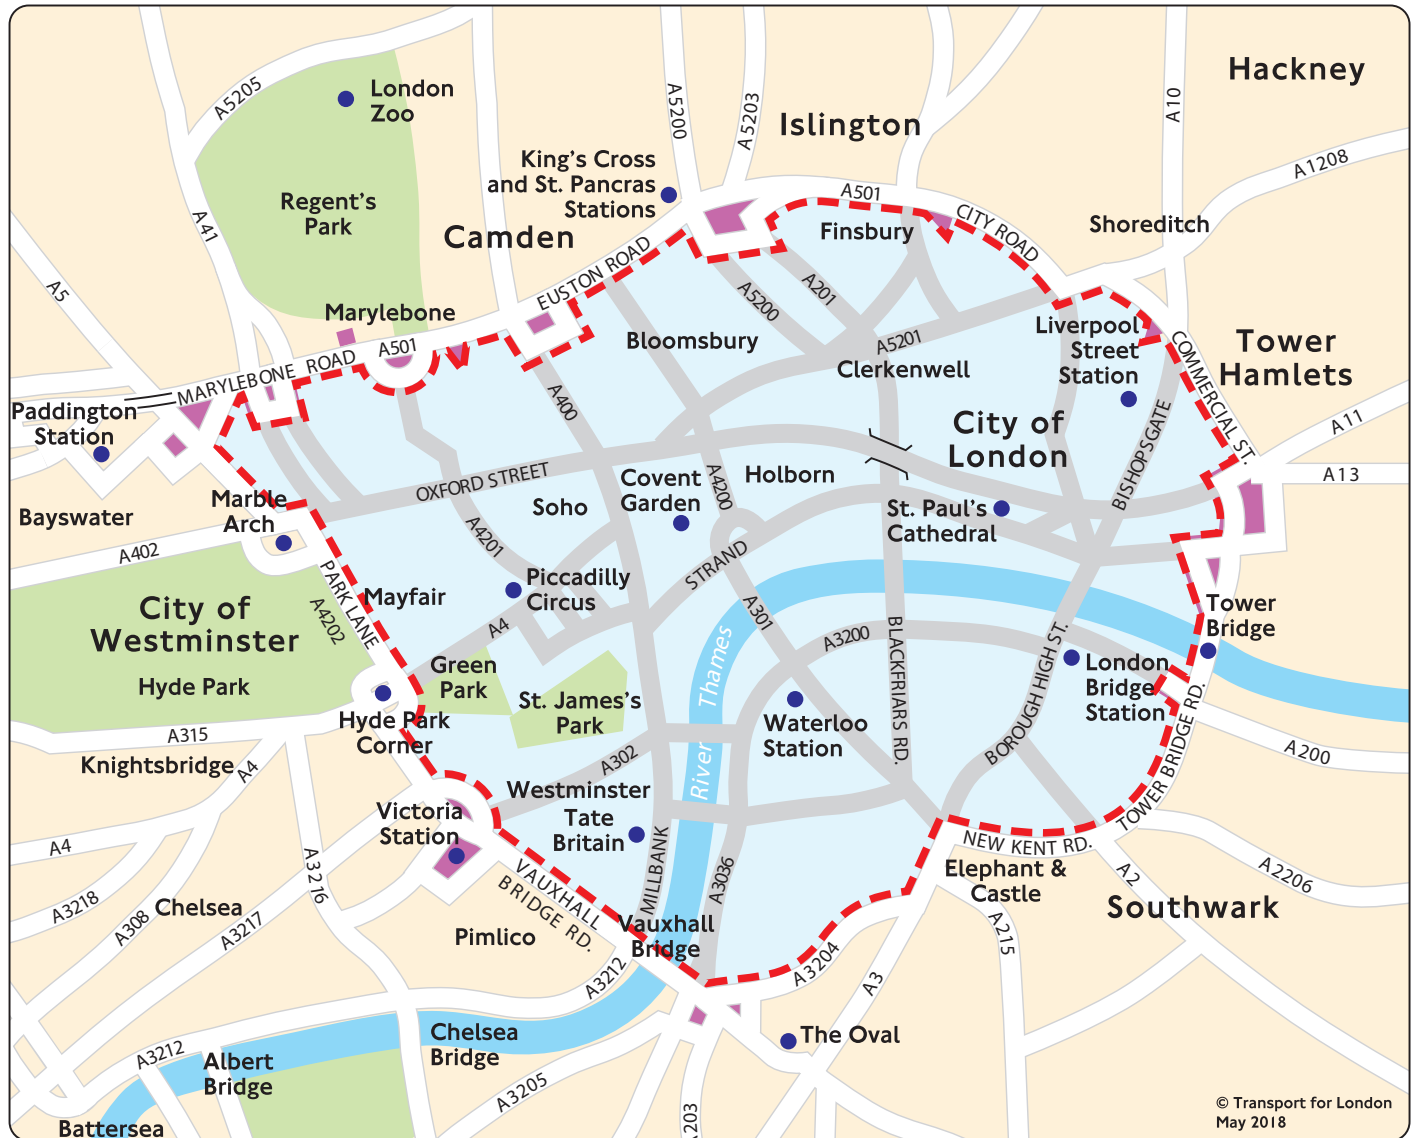 Hackney
A5205
London
Zoo
A5200
A5203
Islington
A10
A1208
King's Cross
and St. Pancras
Stations
A501
CITY ROAD
Shoreditch
Regent's
Park
A41
Camden
EUSTON ROAD
Finsbury
A5
Marylebone
A501
MARYLEBONE ROAD
A5200
A201
Bloomsbury
A5201
Clerkenwell
Liverpool
Street
Station
COMMERCIAL ST.
Tower
Hamlets
Paddington
Station
A400
City of
London
BISHOPSGATE
A11
A13
OXFORD STREET
Covent
Garden
A4200
Holborn
Marble
Arch
Soho
St. Paul's
Cathedral
Bayswater
A402
A4201
STRAND
PARK LANE
A4202
Mayfair
Piccadilly
Circus
City of
Westminster
Hyde Park
A4
A301
A3200
BLACKFRIARS RD.
BOROUGH HIGH ST.
Tower
Bridge
Green
Park
St. James's
Park
River Thames
London
Bridge
Station
Hyde Park
Corner
Waterloo
Station
TOWER BRIDGE RD.
A200
A315
Knightsbridge
A4
A302
Westminster
Tate
Britain
Victoria
Station
MILLBANK
A3036
NEW KENT RD.
A4
A3216
VAUXHALL
BRIDGE RD.
Elephant &
Castle
A2
A2206
A3218
A308
Chelsea
A3217
Pimlico
Vauxhall
Bridge
Southwark
A215
A3204
A3
A3212
Chelsea
Bridge
The Oval
A3212
Albert
Bridge
A3205
A203
Battersea
© Transport for London
May 2018